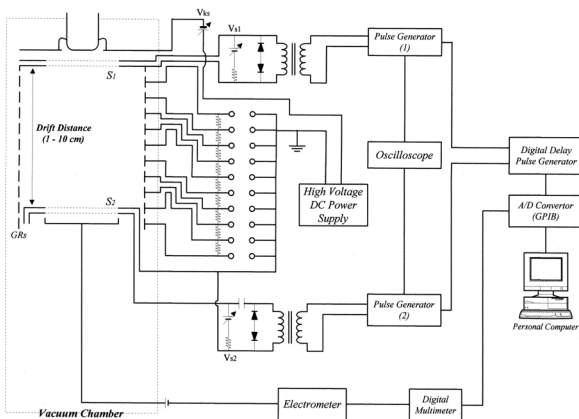 Vks
Vs1
Pulse Generator
(1)
S1
Drift Distance
(1 - 10 cm)
Oscilloscope
Digital Delay
Pulse Generator
High Voltage
DC Power
Supply
A/D Convertor
(GPIB)
S2
GRs
Personal Computer
Pulse Generator
(2)
Vs2
Vacuum Chamber
Electrometer
Digital
Multimeter